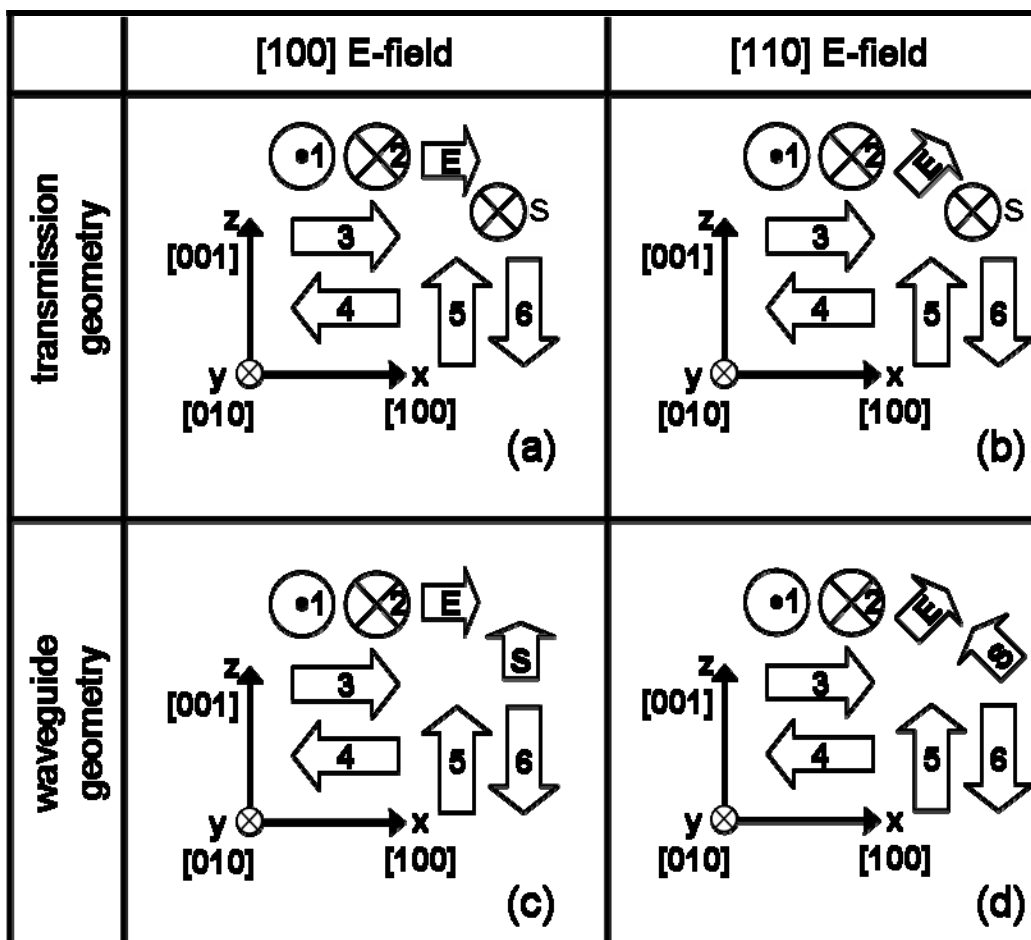 [100] E-field
[110] E-field
transmission
geometry
1 2 E
S
z
3
[001]
4 5 6
y x
[010] [100]
(a)
1 2 E
S
z
3
[001]
4 5 6
y x
[010] [100]
(b)
waveguide
geometry
1 2 E
S
z
3
[001]
4 5 6
y x
[010] [100]
(c)
1 2 E
S
z
3
[001]
4 5 6
y x
[010] [100]
(d)